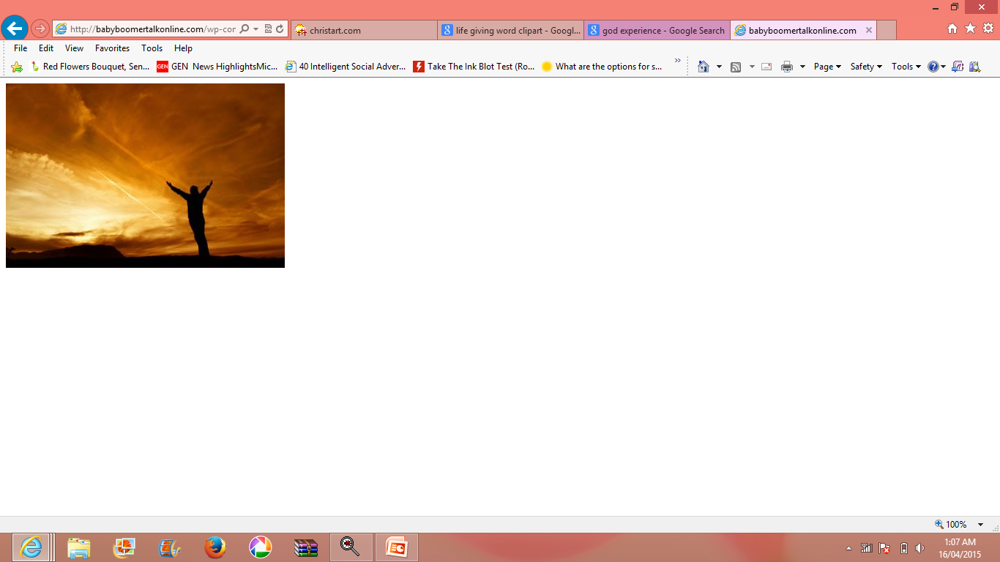 http://babyboomertalkonline.com/wp-cor
christart.com
life giving word clipart - Googl...
god experience - Google Search
babyboomertalkonline.com
File Edit View Favorites Tools Help
Red Flowers Bouquet, Sen...
GEN
GEN News HighlightsMic...
40 Intelligent Social Adver...
Take The Ink Blot Test (Ro...
What are the options for s...
Page
Safety
Tools
100%
1:07 AM
16/04/2015